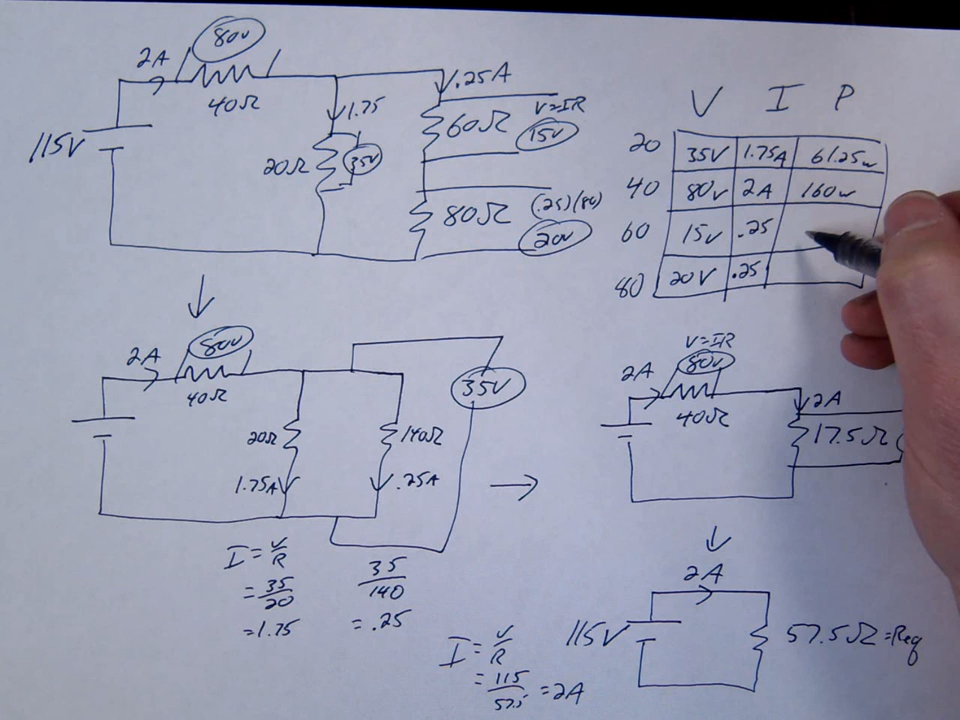 80V
2A
40Ω
115V
1.75
20Ω
35V
.25A
60Ω
V=IR
15V
80Ω
(.25)(80)
20V
V I P
20 35V 1.75A 61.25w
40 80V 2A 160w
60 15V .25
80 20V .25
80V
2A
40Ω
35V
20Ω
140Ω
1.75A
.25A
I = V/R
= 35/20
= 1.75
35/140
= .25
V=IR
80V
2A
40Ω
2A
17.5Ω
2A
115V
57.5Ω = Req
I = V/R
= 115/57.5 = 2A